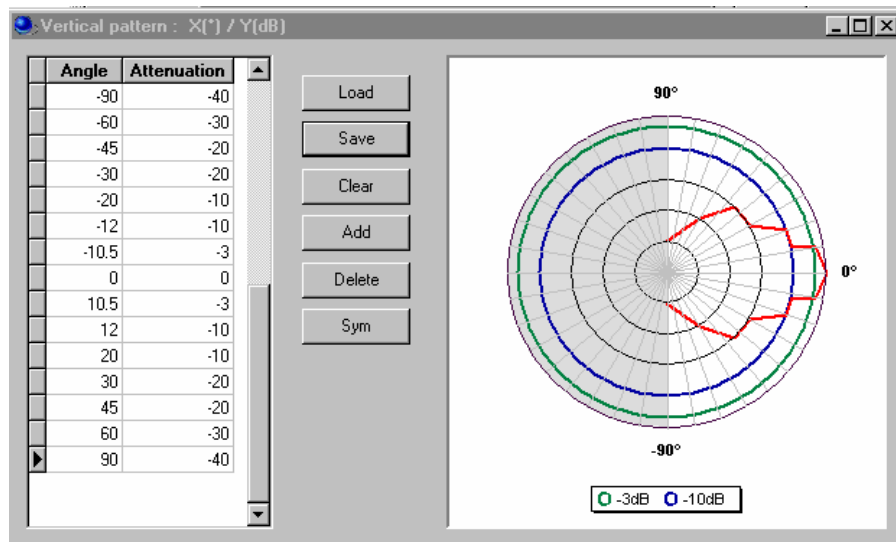 Vertical pattern : X(*) / Y(dB)
Angle Attenuation
-90 -40
-60 -30
-45 -20
-30 -20
-20 -10
-12 -10
-10.5 -3
0 0
10.5 -3
12 -10
20 -10
30 -20
45 -20
60 -30
90 -40
Load
Save
Clear
Add
Delete
Sym
90°
0°
-90°
-3dB -10dB